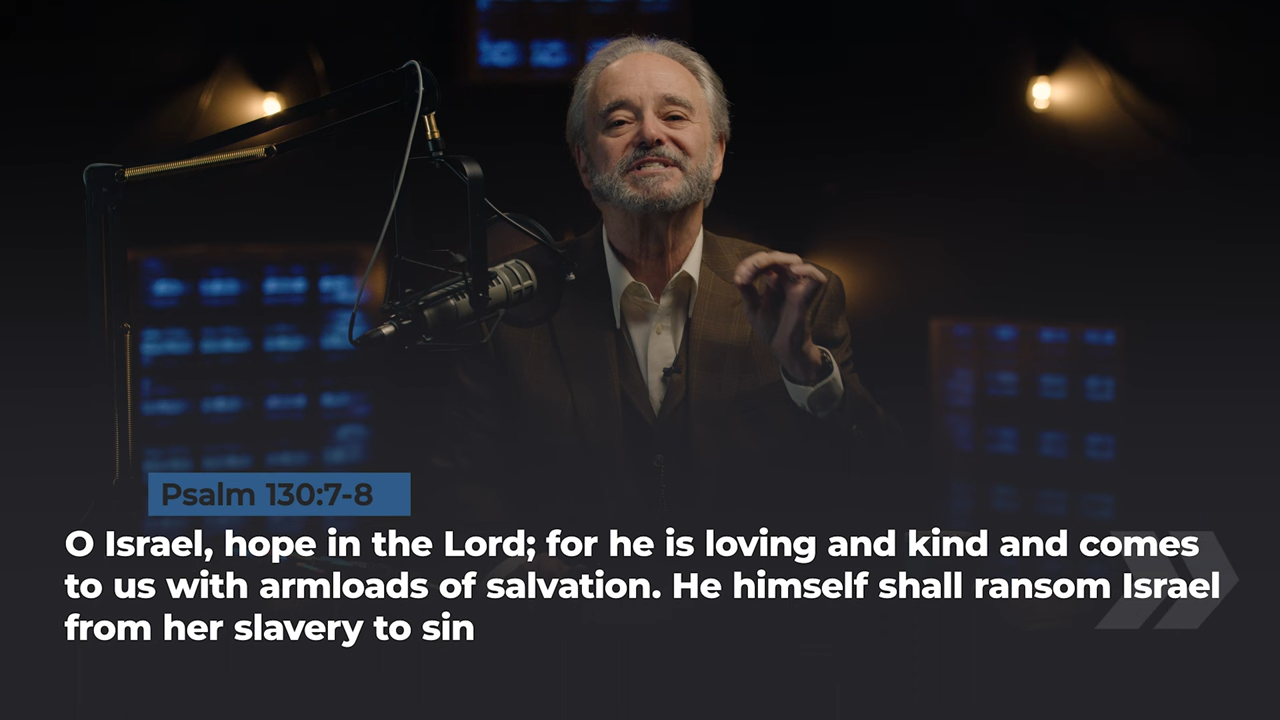 Psalm 130:7-8
O Israel, hope in the Lord; for he is loving and kind and comes
to us with armloads of salvation. He himself shall ransom Israel
from her slavery to sin